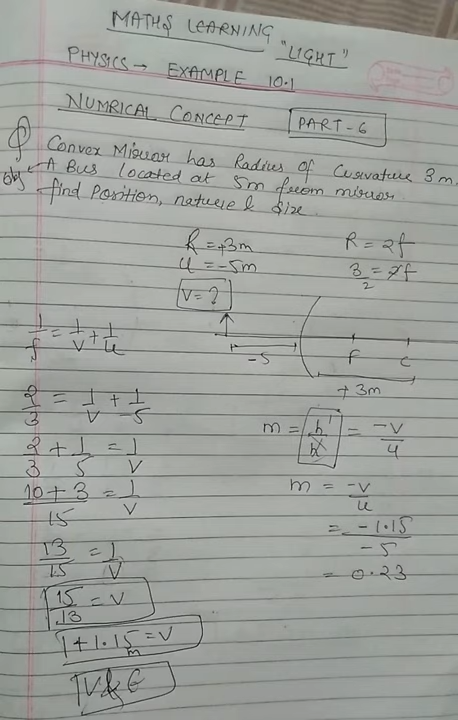 MATHS LEARNING
"LIGHT"
PHYSICS → EXAMPLE 10.1
NUMRICAL CONCEPT
PART-6
Q Convex Mirror has Radius of Curvature 3m.
obj A Bus located at 5m from mirror
find Position, nature & Size
R = +3m
u = -5m
V = ?
R = 2f
3/2 = f
1/f = 1/v + 1/u
-5
F
C
+3m
2/3 = 1/v + 1/-5
2/3 + 1/5 = 1/v
10+3/15 = 1/v
13/15 = 1/v
15/13 = v
+1.15 m = v
V & E
m = h'/h = -v/u
m = -v/u
= -1.15/-5
= 0.23